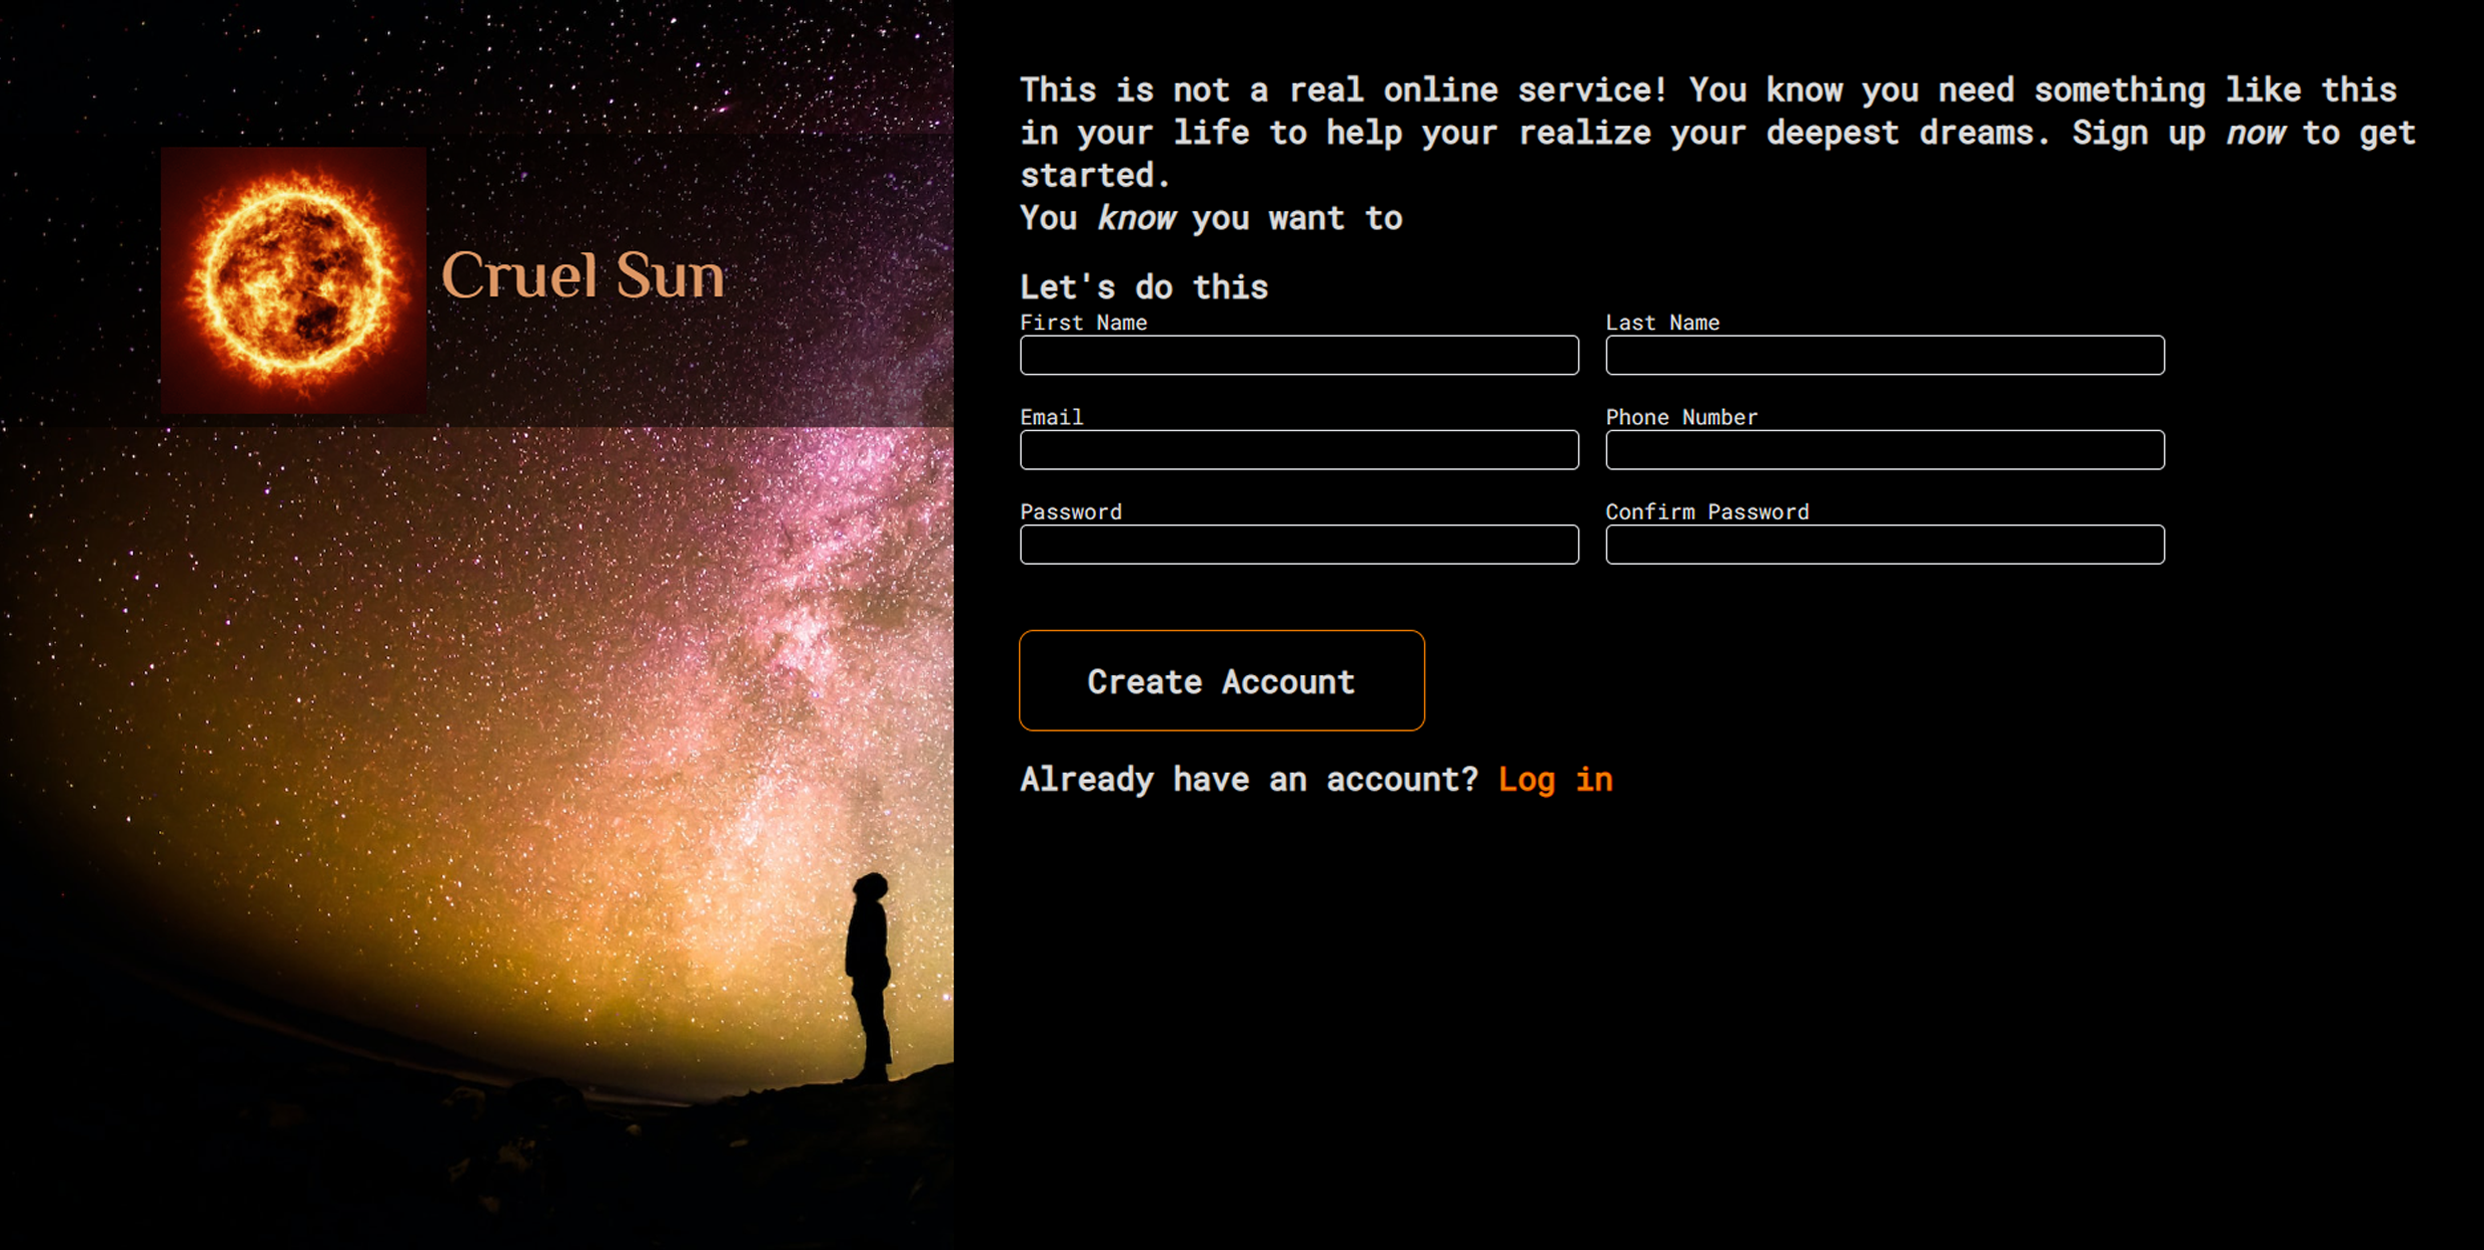 Cruel Sun
This is not a real online service! You know you need something like this
in your life to help your realize your deepest dreams. Sign up now to get
started.
You know you want to
Let's do this
First Name
Last Name
Email
Phone Number
Password
Confirm Password
Create Account
Already have an account? Log in